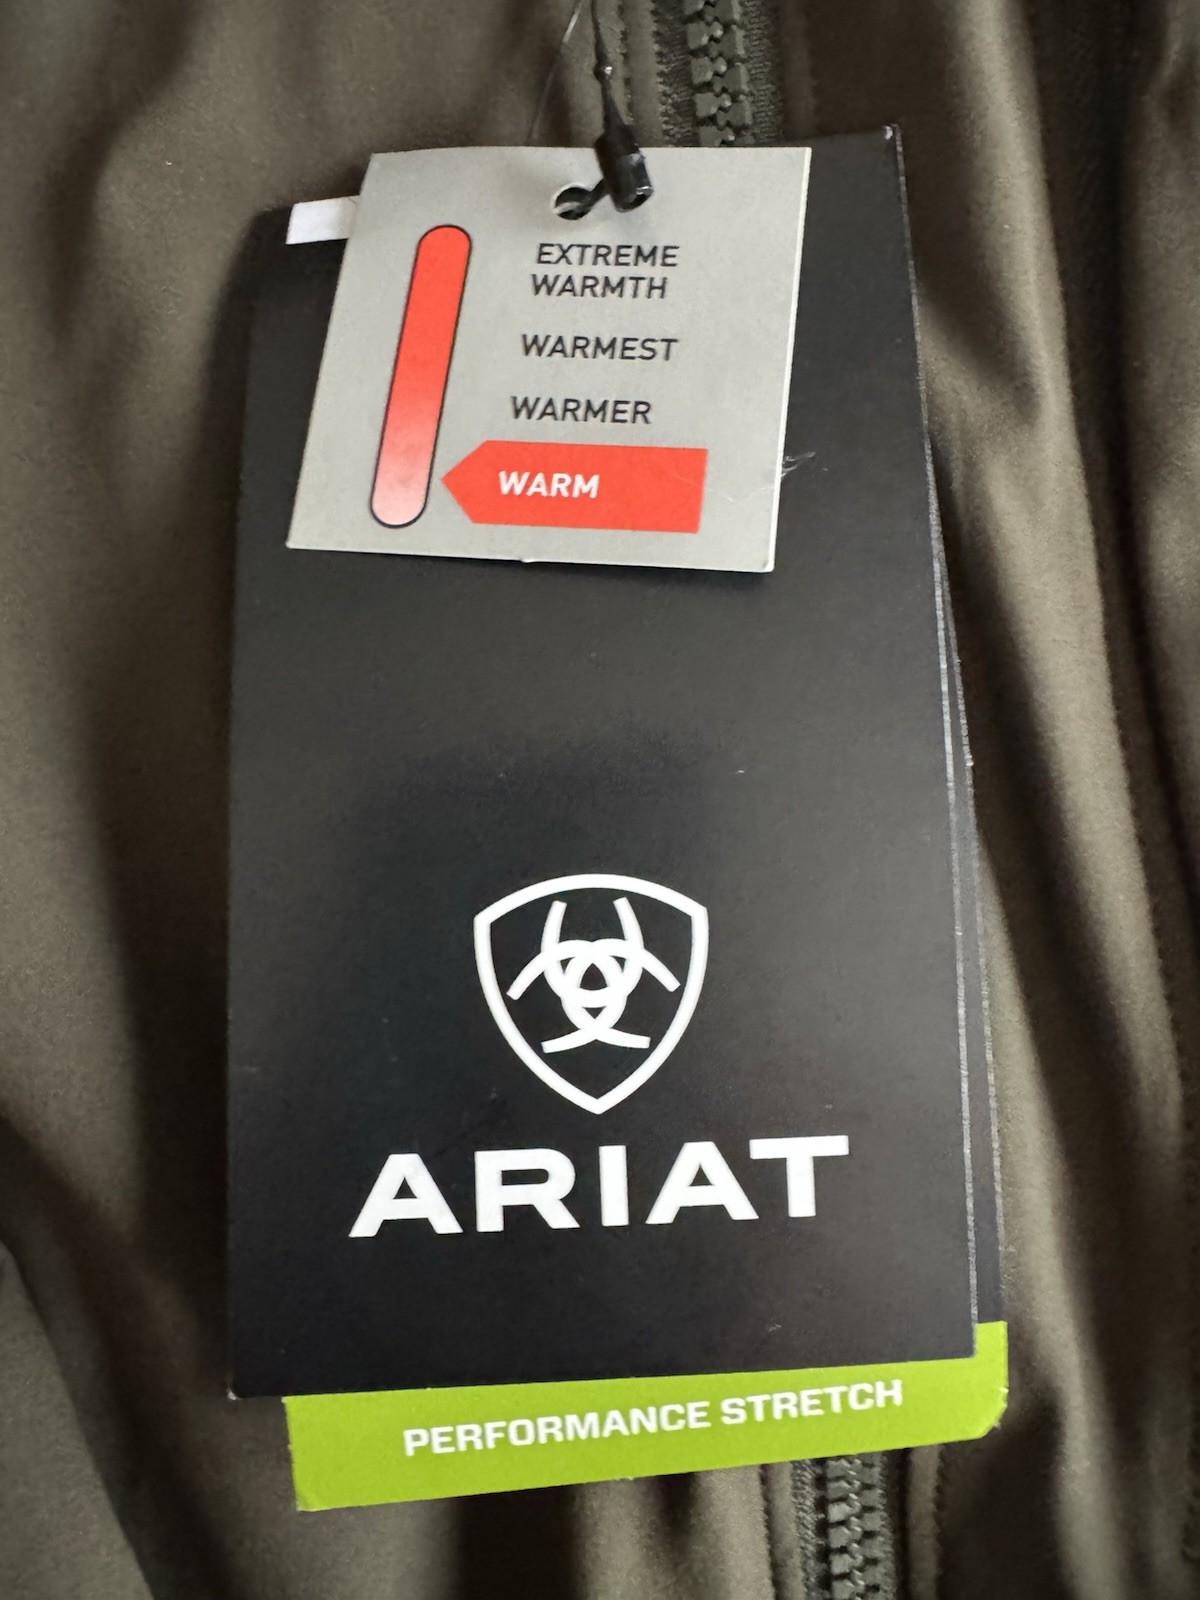 EXTREME
WARMTH
WARMEST
WARMER
WARM
ARIAT
PERFORMANCE STRETCH